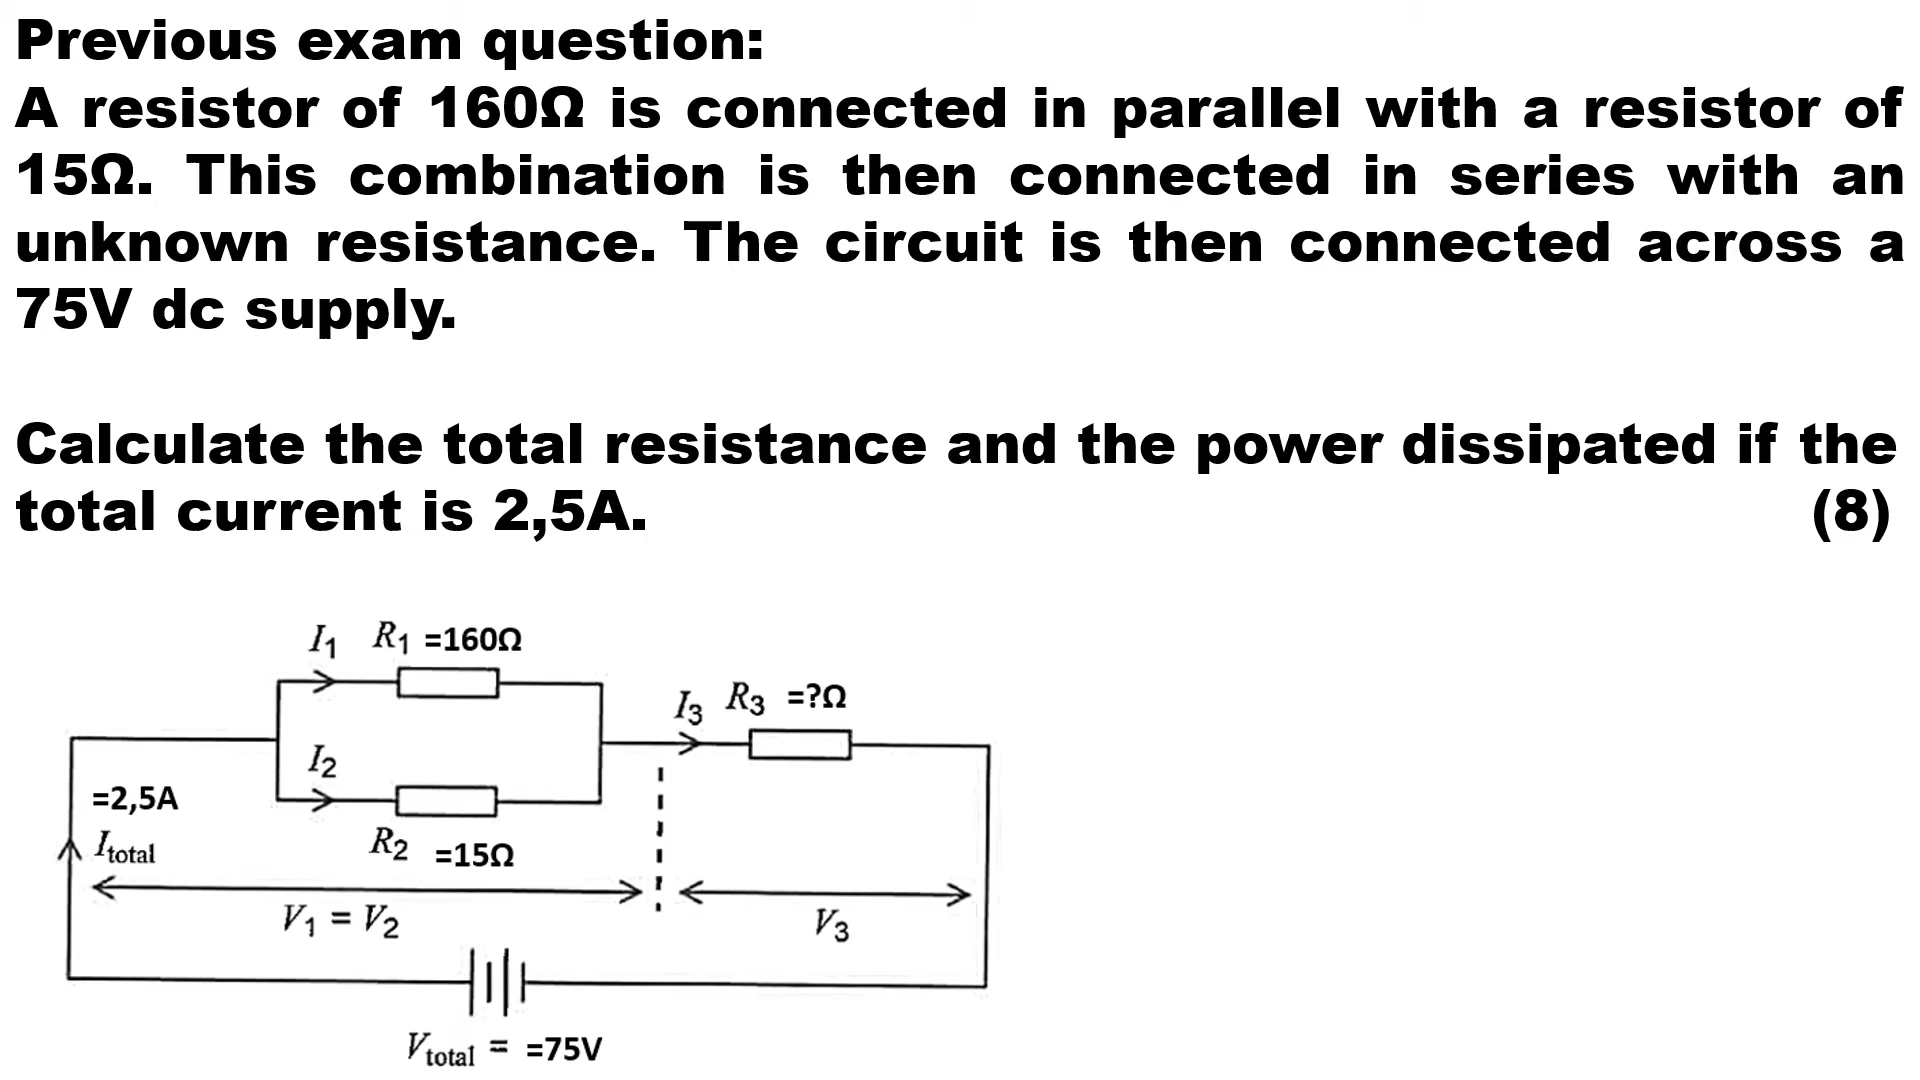 Previous exam question:
A resistor of 160Ω is connected in parallel with a resistor of
15Ω. This combination is then connected in series with an
unknown resistance. The circuit is then connected across a
75V dc supply.
Calculate the total resistance and the power dissipated if the
total current is 2,5A. (8)
I1 R1 =160Ω
I3 R3 =?Ω
I2
=2,5A
Itotal
R2 =15Ω
V1 = V2
V3
Vtotal = =75V